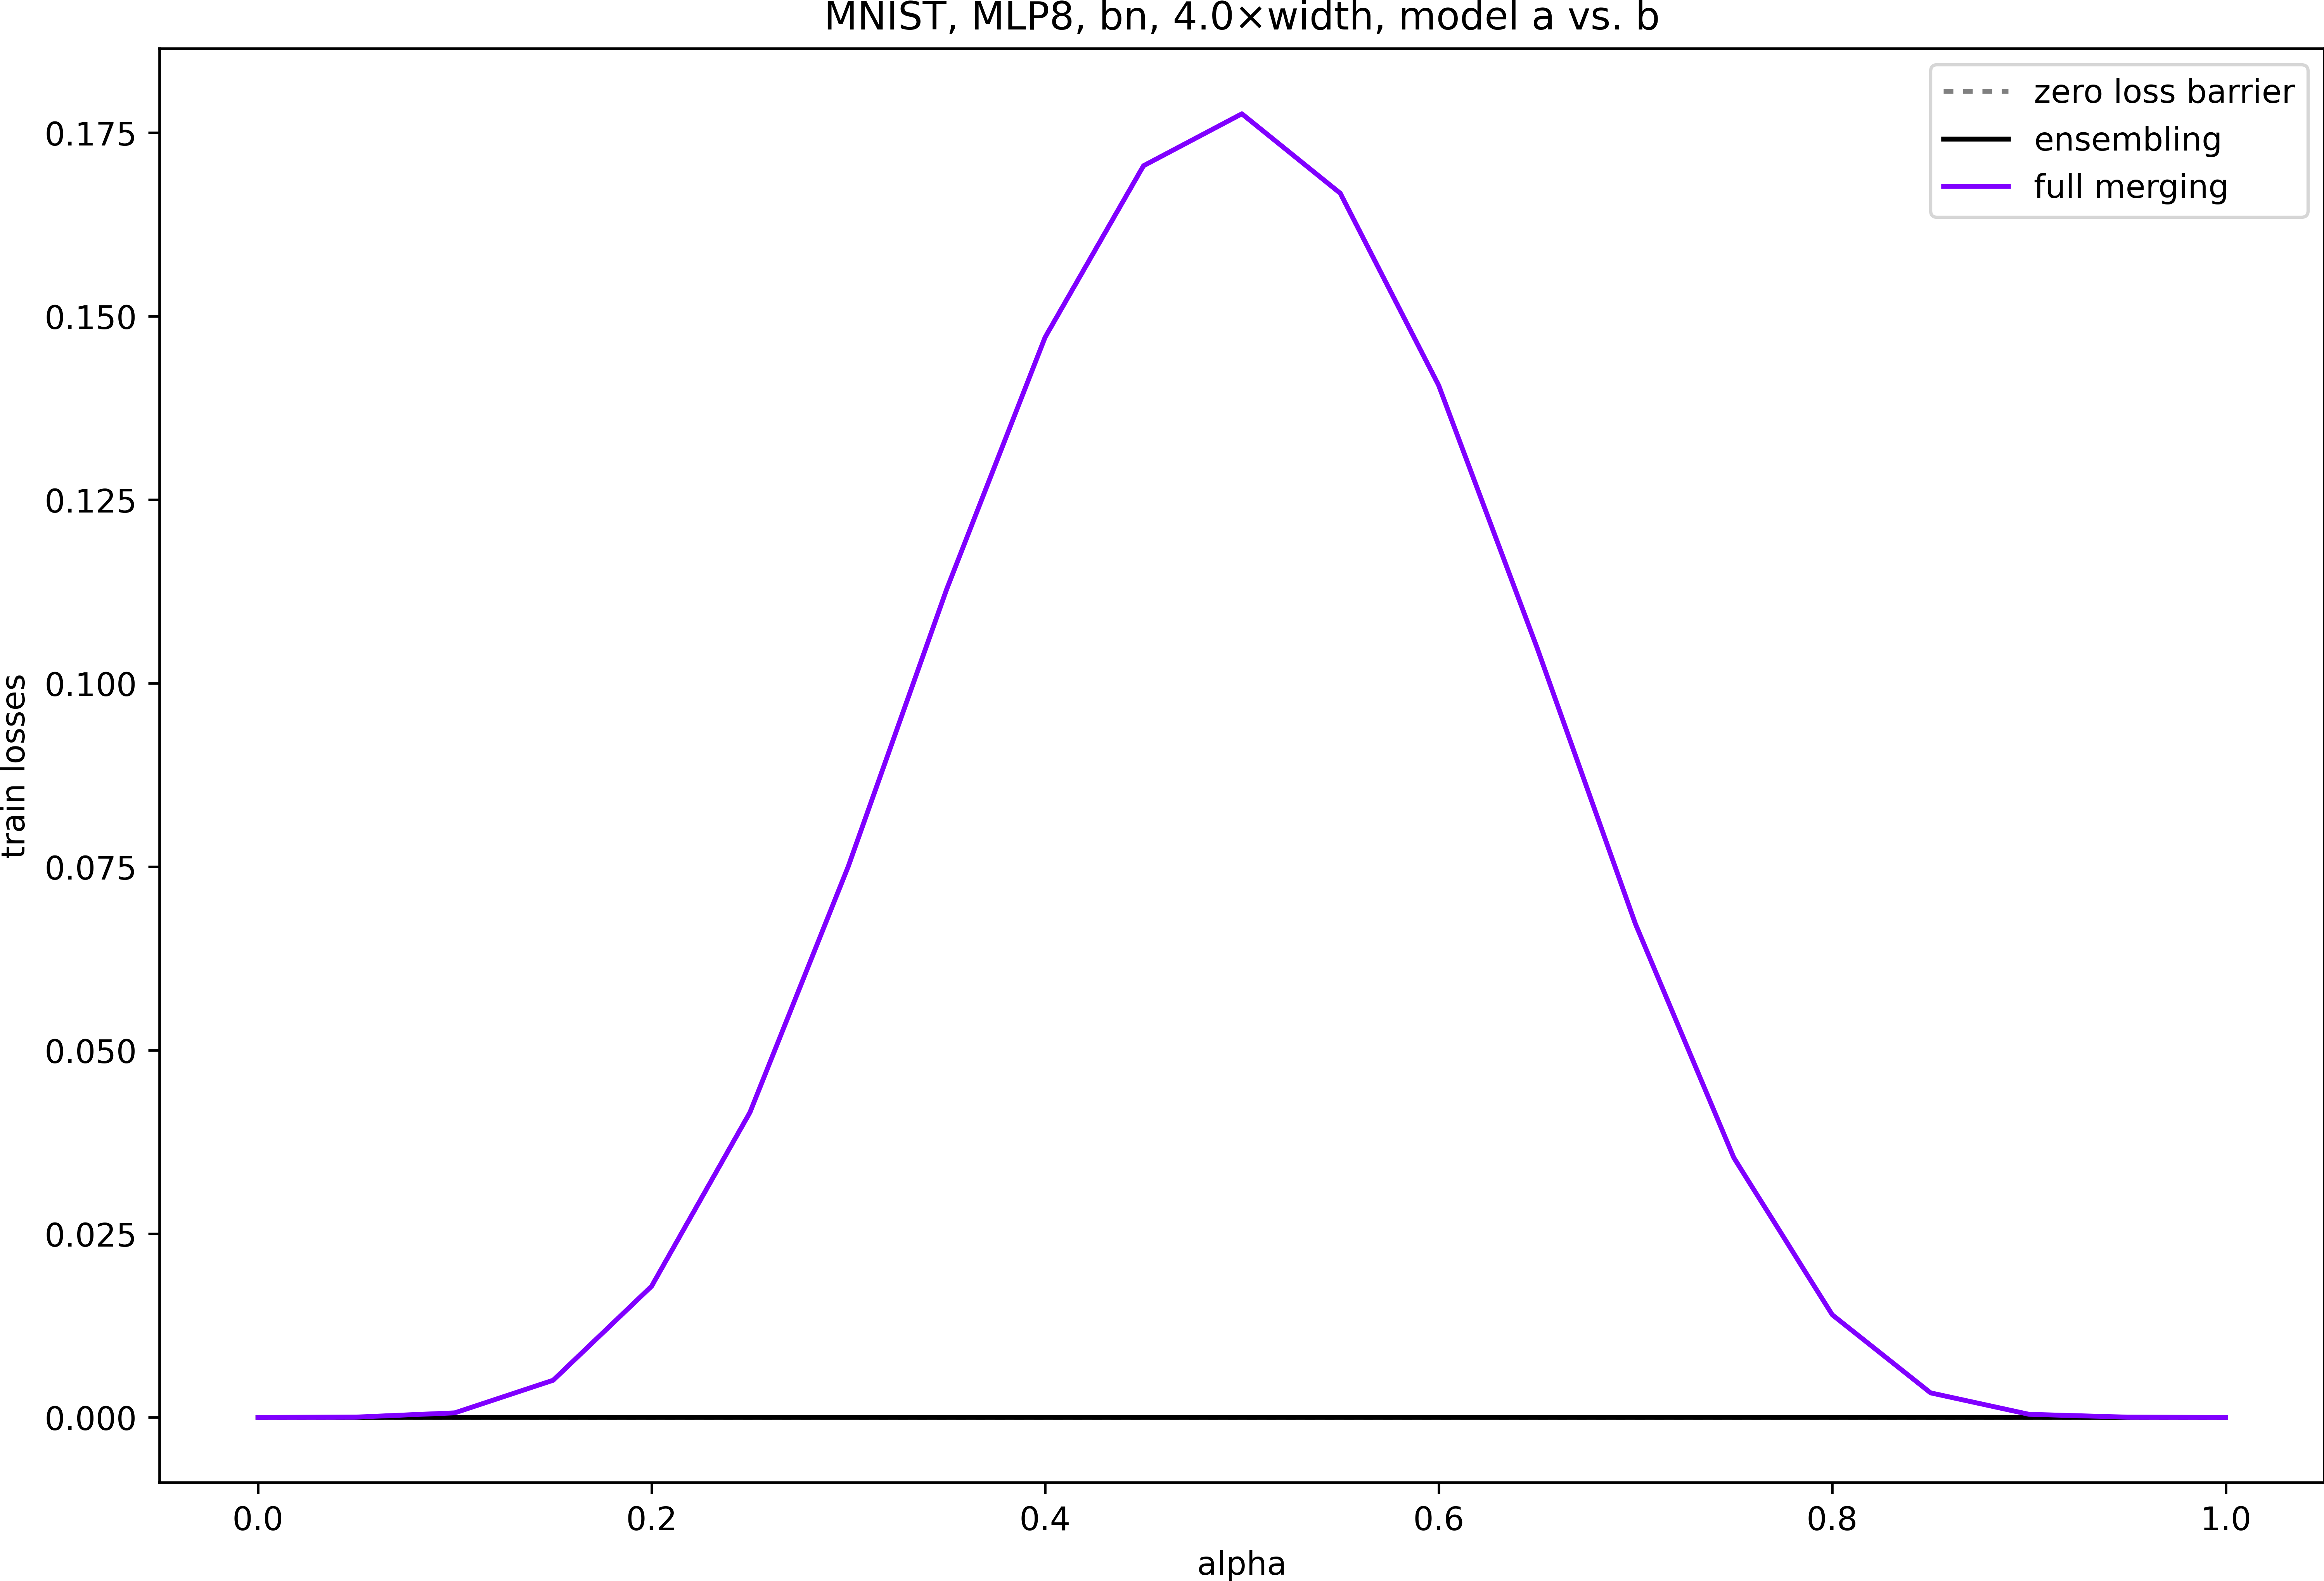 MNIST, MLP8, bn, 4.0×width, model a vs. b
zero loss barrier
ensembling
full merging
train losses
0.175
0.150
0.125
0.100
0.075
0.050
0.025
0.000
0.0 0.2 0.4 0.6 0.8 1.0
alpha